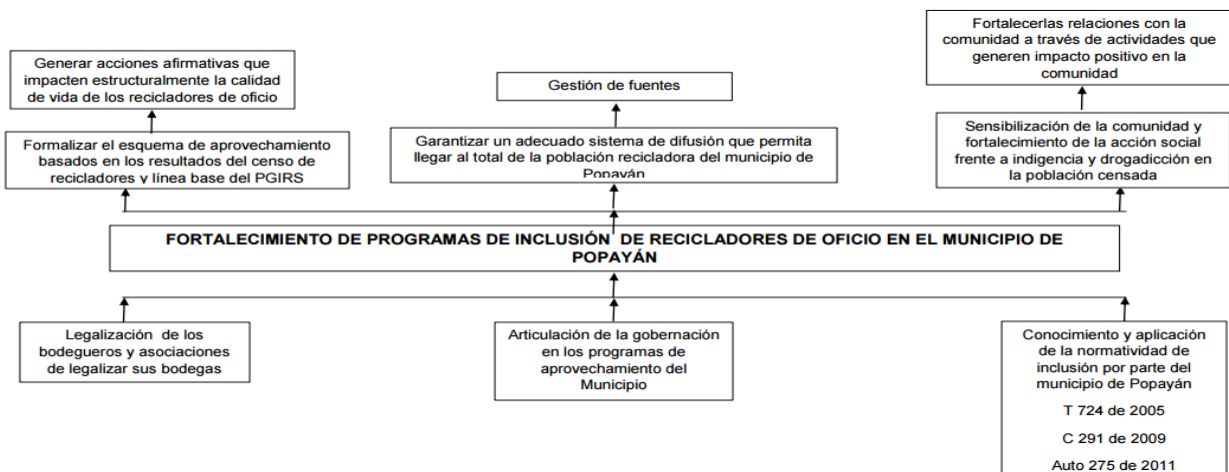 Generar acciones afirmativas que
impacten estructuralmente la calidad
de vida de los recicladores de oficio
Gestión de fuentes
Fortalecerlas relaciones con la
comunidad a través de actividades que
generen impacto positivo en la
comunidad
Formalizar el esquema de aprovechamiento
basados en los resultados del censo de
recicladores y línea base del PGIRS
Garantizar un adecuado sistema de difusión que permita
llegar al total de la población recicladora del municipio de
Popayán
Sensibilización de la comunidad y
fortalecimiento de la acción social
frente a indigencia y drogadicción en
la población censada
FORTALECIMIENTO DE PROGRAMAS DE INCLUSIÓN DE RECICLADORES DE OFICIO EN EL MUNICIPIO DE
POPAYÁN
Legalización de los
bodegueros y asociaciones
de legalizar sus bodegas
Articulación de la gobernación
en los programas de
aprovechamiento del
Municipio
Conocimiento y aplicación
de la normatividad de
inclusión por parte del
municipio de Popayán
T 724 de 2005
C 291 de 2009
Auto 275 de 2011